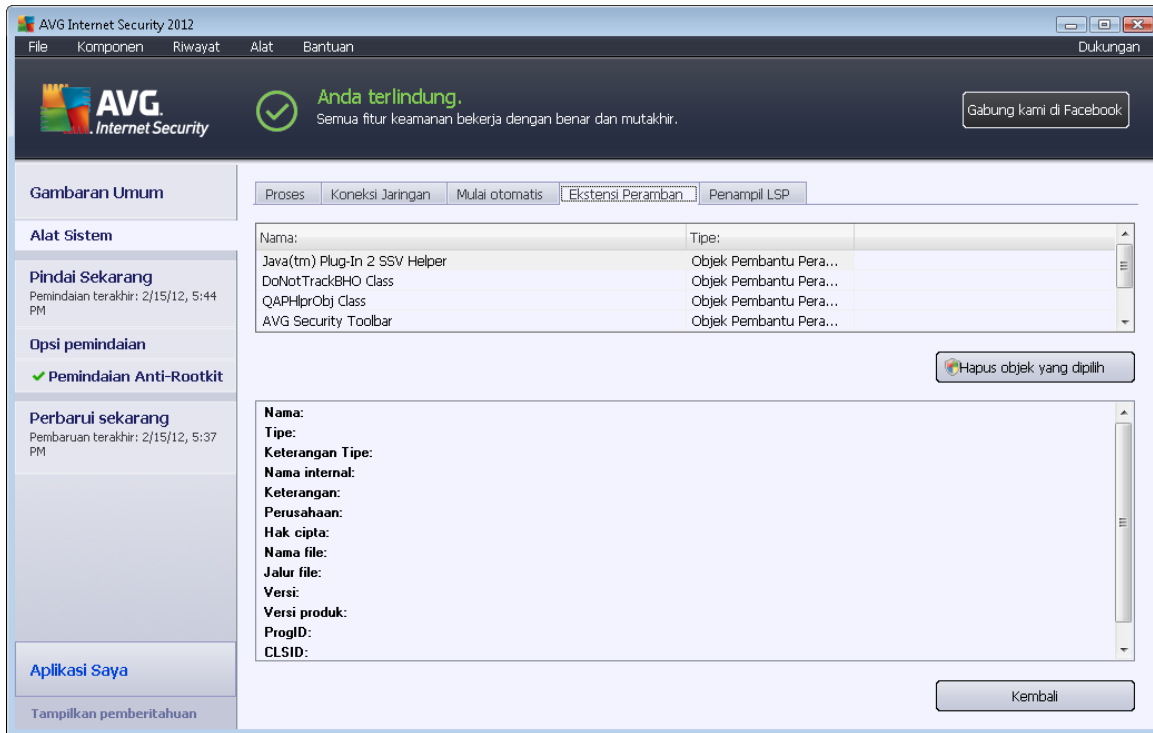 AVG Internet Security 2012
File Komponen Riwayat Alat Bantuan Dukungan
AVG.
Internet Security
Anda terlindung.
Semua fitur keamanan bekerja dengan benar dan mutakhir.
Gabung kami di Facebook
Gambaran Umum
Alat Sistem
Pindai Sekarang
Pemindaian terakhir: 2/15/12, 5:44
PM
Opsi pemindaian
Pemindaian Anti-Rootkit
Perbarui sekarang
Pembaruan terakhir: 2/15/12, 5:37
PM
Aplikasi Saya
Tampilkan pemberitahuan
Proses Koneksi Jaringan Mulai otomatis Ekstensi Peramban Penampil LSP
Nama: Tipe:
Java(tm) Plug-In 2 SSV Helper Objek Pembantu Pera...
DoNotTrackBHO Class Objek Pembantu Pera...
QAPHlprObj Class Objek Pembantu Pera...
AVG Security Toolbar Objek Pembantu Pera...
Hapus objek yang dipilih
Nama:
Tipe:
Keterangan Tipe:
Nama internal:
Keterangan:
Perusahaan:
Hak cipta:
Nama file:
Jalur file:
Versi:
Versi produk:
ProgID:
CLSID:
Kembali